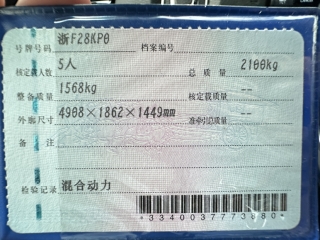 号牌号码 浙F28KP0 档案编号
核定载人数 5人 总质量 2100kg
整备质量 1568kg 核定载质量 --
外廓尺寸 4908×1862×1449mm 准牵引总质量 --
备注
检验记录 混合动力
*3340037773880*